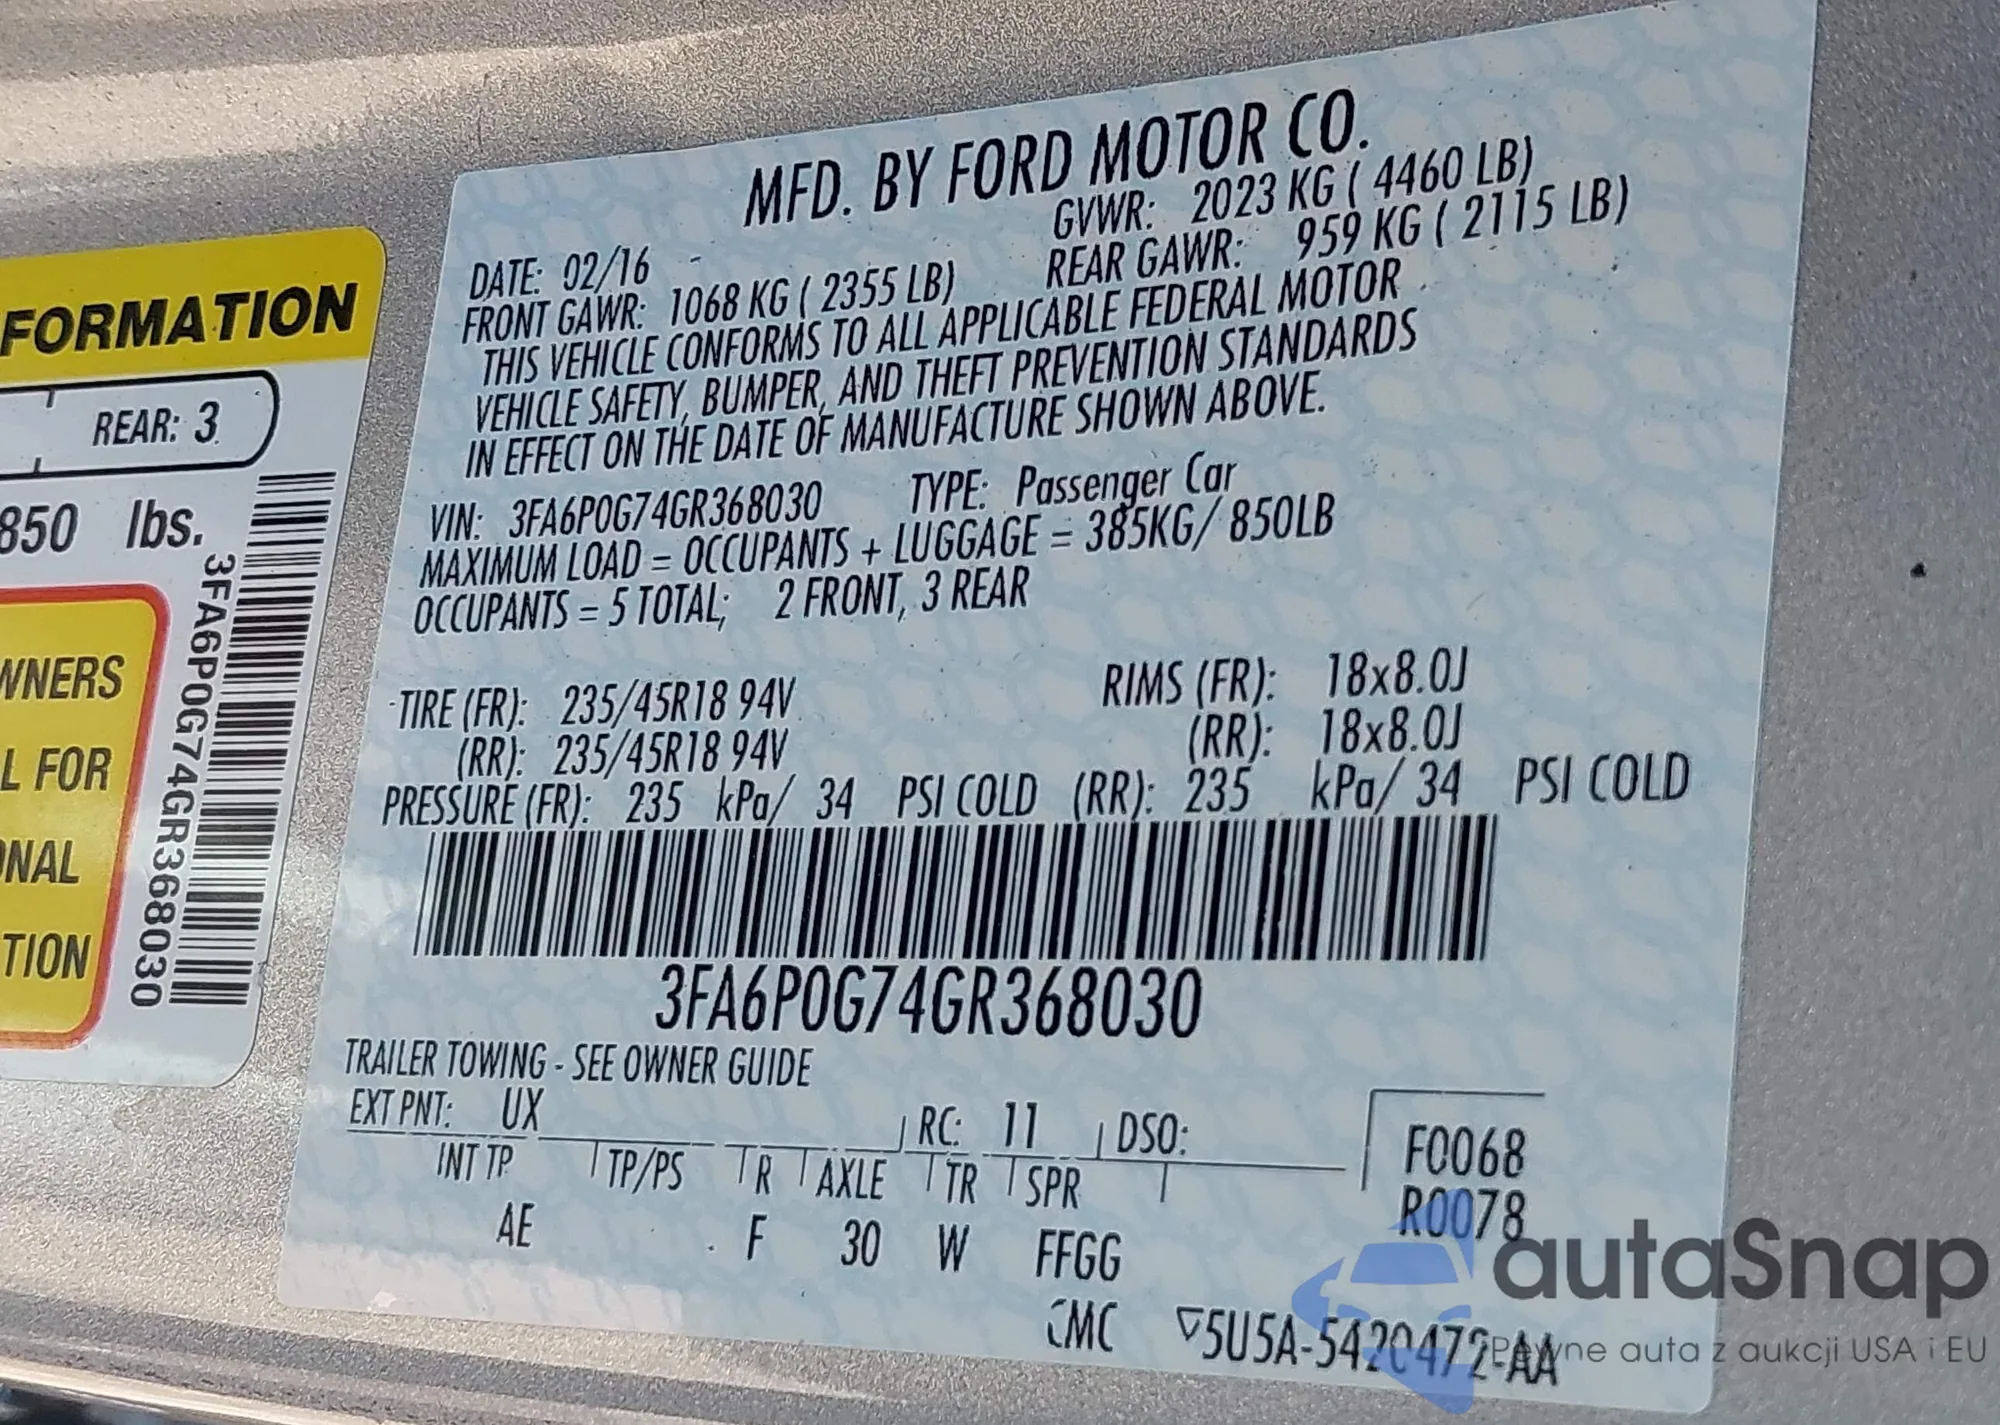 FORMATION
REAR: 3
850 lbs.
3FA6P0G74GR368030
WNERS
L FOR
ONAL
TION
MFD. BY FORD MOTOR CO.
DATE: 02/16 GVWR: 2023 KG ( 4460 LB)
FRONT GAWR: 1068 KG ( 2355 LB) REAR GAWR: 959 KG ( 2115 LB)
THIS VEHICLE CONFORMS TO ALL APPLICABLE FEDERAL MOTOR
VEHICLE SAFETY, BUMPER, AND THEFT PREVENTION STANDARDS
IN EFFECT ON THE DATE OF MANUFACTURE SHOWN ABOVE.
VIN: 3FA6P0G74GR368030 TYPE: Passenger Car
MAXIMUM LOAD = OCCUPANTS + LUGGAGE = 385KG/ 850LB
OCCUPANTS = 5 TOTAL; 2 FRONT, 3 REAR
TIRE (FR): 235/45R18 94V RIMS (FR): 18x8.0J
(RR): 235/45R18 94V (RR): 18x8.0J
PRESSURE (FR): 235 kPa/ 34 PSI COLD (RR): 235 kPa/ 34 PSI COLD
3FA6P0G74GR368030
TRAILER TOWING - SEE OWNER GUIDE
EXT PNT: UX RC: 11 DSO:
INT TP TP/PS R AXLE TR SPR
AE F 30 W FFGG
F0068
R0078
CMC 5U5A-5420472-AA
autaSnap
Pewne auta z aukcji USA i EU